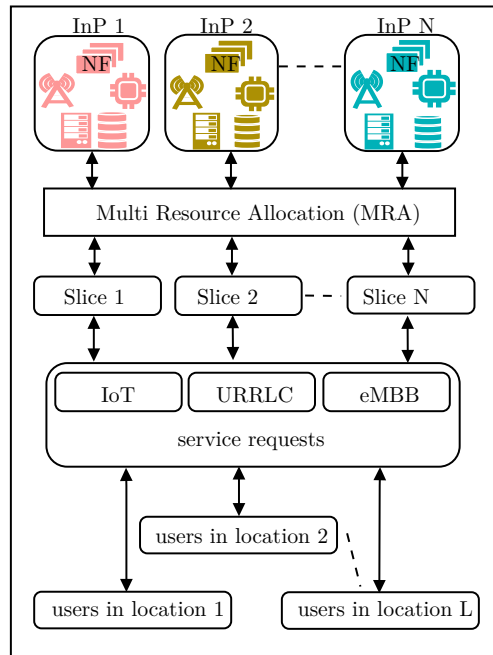 InP 1 InP 2 InP N
NF NF NF
Multi Resource Allocation (MRA)
Slice 1 Slice 2 Slice N
IoT URRLC eMBB
service requests
users in location 2
users in location 1 users in location L